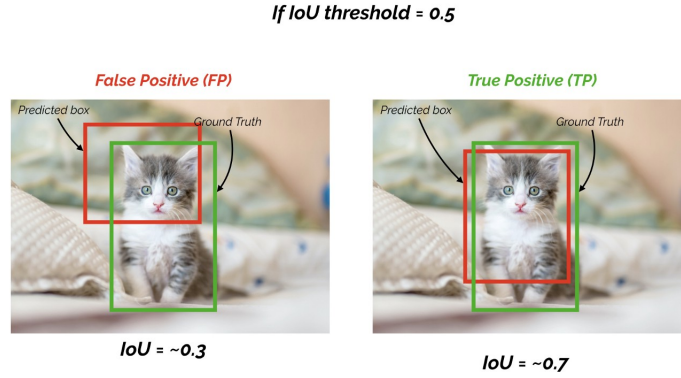 If IoU threshold = 0.5
False Positive (FP)
Predicted box
Ground Truth
IoU = ~0.3
True Positive (TP)
Predicted box
Ground Truth
IoU = ~0.7